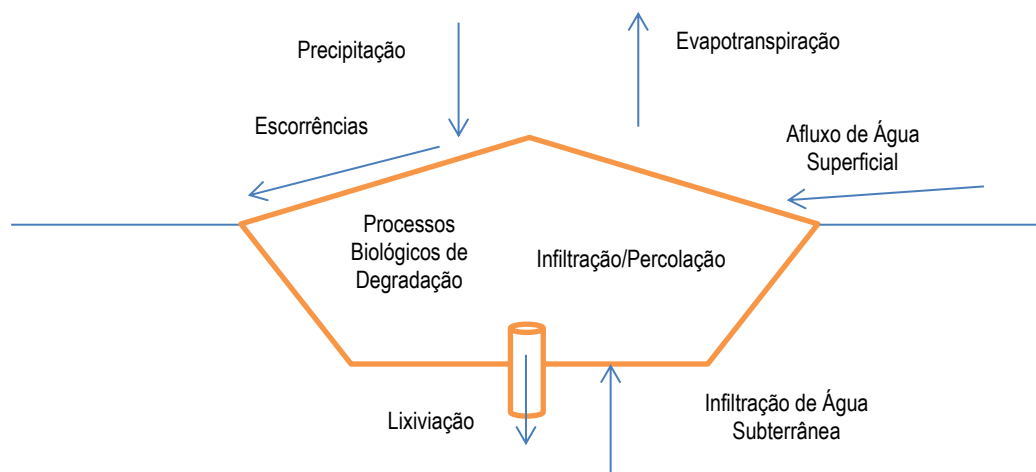 Precipitação
Evapotranspiração
Escorrências
Afluxo de Água
Superficial
Processos
Biológicos de
Degradação
Infiltração/Percolação
Lixiviação
Infiltração de Água
Subterrânea